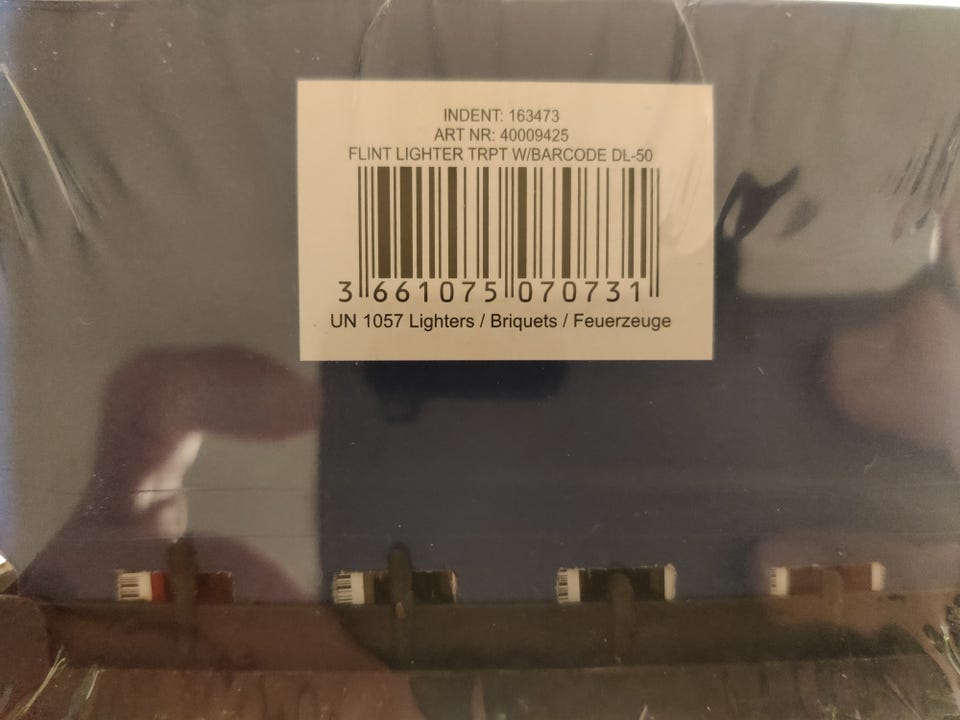 INDENT: 163473
ART NR: 40009425
FLINT LIGHTER TRPT W/BARCODE DL-50
3 661075 070731
UN 1057 Lighters / Briquets / Feuerzeuge